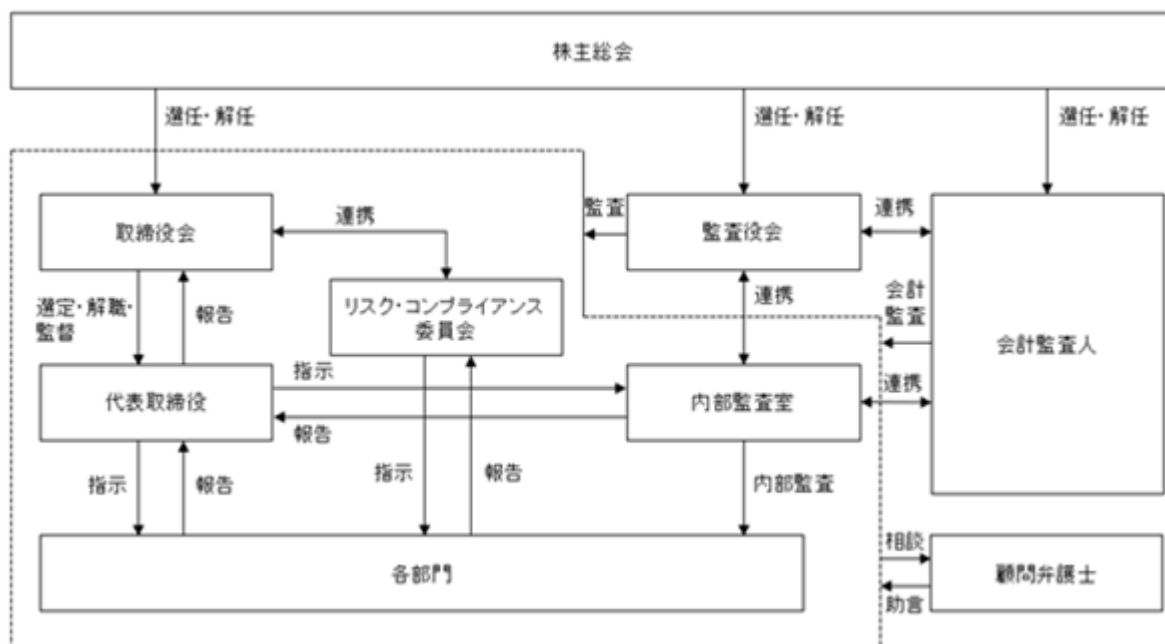 株主総会
選任・解任
選任・解任
選任・解任
取締役会
連携
監査
監査役会
連携
選定・解職・
監督
報告
リスク・コンプライアンス
委員会
連携
会計
監査
会計監査人
代表取締役
指示
報告
内部監査室
連携
指示
報告
指示
報告
内部監査
各部門
相談
助言
顧問弁護士